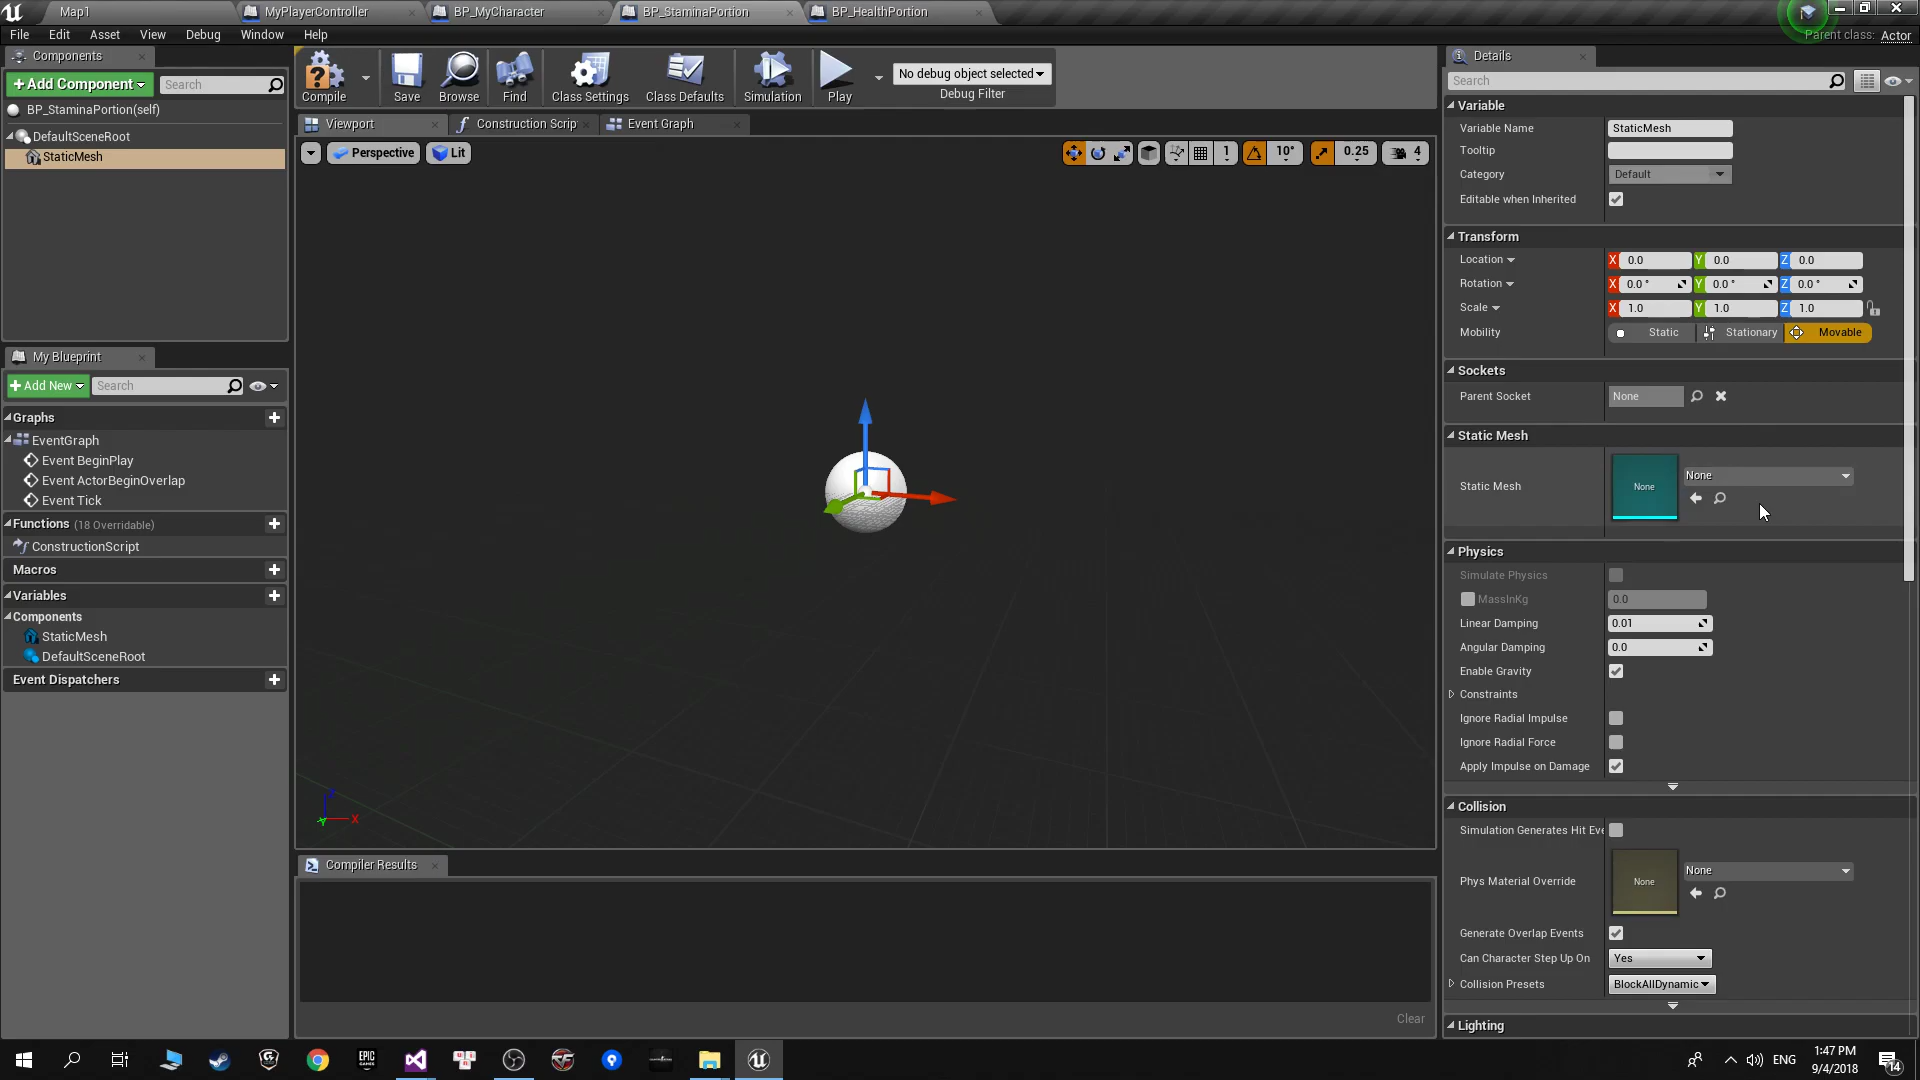 Map1
MyPlayerController
BP_MyCharacter
BP_StaminaPortion
BP_HealthPortion
File Edit Asset View Debug Window Help
Parent class: Actor
Components
+Add Component
Search
BP_StaminaPortion(self)
DefaultSceneRoot
StaticMesh
My Blueprint
+Add New
Search
Graphs
EventGraph
Event BeginPlay
Event ActorBeginOverlap
Event Tick
Functions (18 Overridable)
ConstructionScript
Macros
Variables
Components
StaticMesh
DefaultSceneRoot
Event Dispatchers
Compile
Save
Browse
Find
Class Settings
Class Defaults
Simulation
Play
No debug object selected
Debug Filter
Viewport
Construction Scrip
Event Graph
Perspective
Lit
1
10°
0.25
4
X
Compiler Results
Clear
Details
Search
Variable
Variable Name StaticMesh
Tooltip
Category Default
Editable when Inherited
Transform
Location X 0.0 Y 0.0 Z 0.0
Rotation X 0.0 ° Y 0.0 ° Z 0.0 °
Scale X 1.0 Y 1.0 Z 1.0
Mobility Static Stationary Movable
Sockets
Parent Socket None
Static Mesh
Static Mesh None None
Physics
Simulate Physics
MassInKg 0.0
Linear Damping 0.01
Angular Damping 0.0
Enable Gravity
Constraints
Ignore Radial Impulse
Ignore Radial Force
Apply Impulse on Damage
Collision
Simulation Generates Hit Eve
Phys Material Override None None
Generate Overlap Events
Can Character Step Up On Yes
Collision Presets BlockAllDynamic
Lighting
EPIC GAMES
ENG
1:47 PM
9/4/2018
14